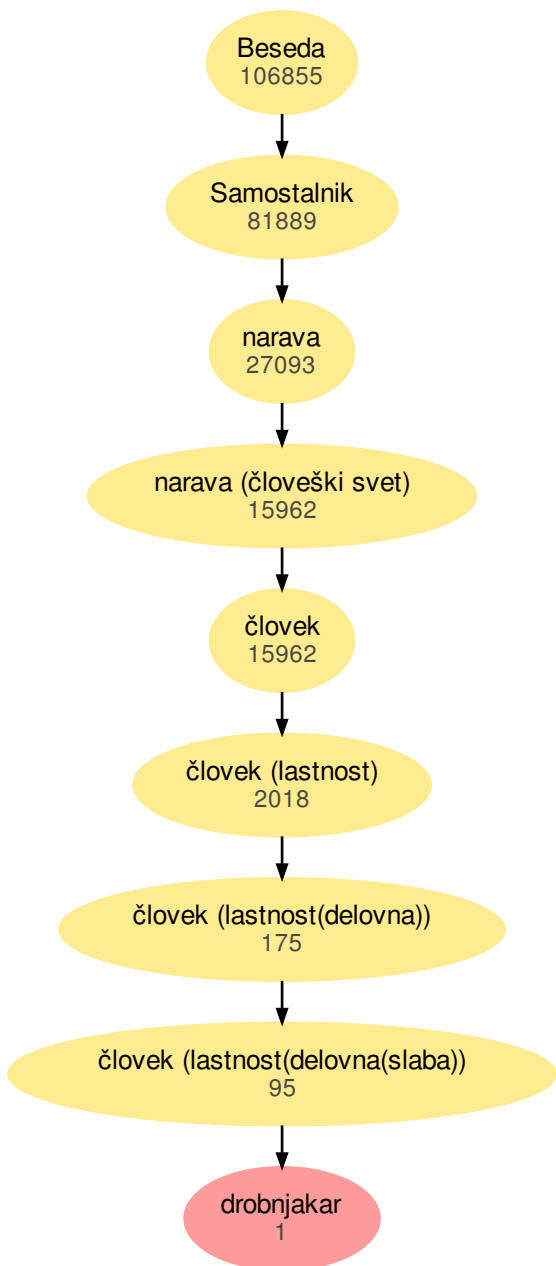 Beseda
106855
Samostalnik
81889
narava
27093
narava (človeški svet)
15962
človek
15962
človek (lastnost)
2018
človek (lastnost(delovna))
175
človek (lastnost(delovna(slaba))
95
drobnjakar
1